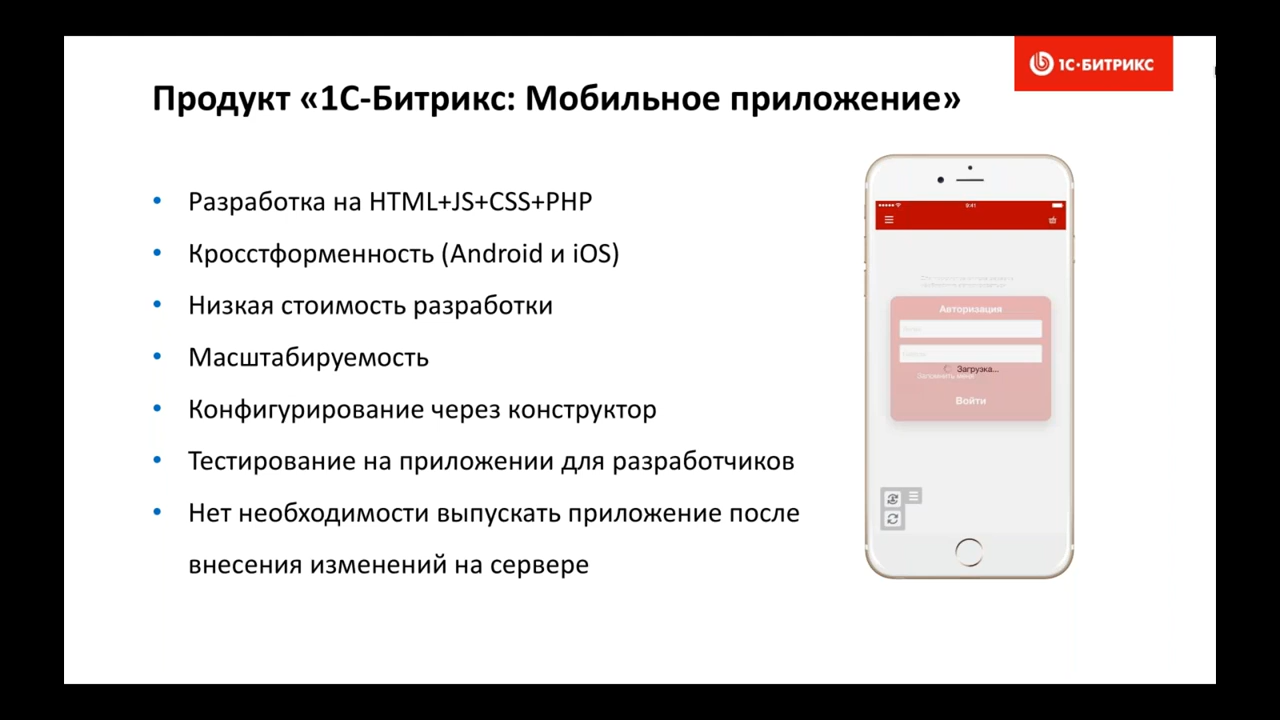 1С·БИТРИКС
Продукт «1С-Битрикс: Мобильное приложение»
Разработка на HTML+JS+CSS+PHP
Кросстформенность (Android и iOS)
Низкая стоимость разработки
Масштабируемость
Конфигурирование через конструктор
Тестирование на приложении для разработчиков
Нет необходимости выпускать приложение после
внесения изменений на сервере
9:41
Авторизация
Загрузка...
Запомнить меня
Войти